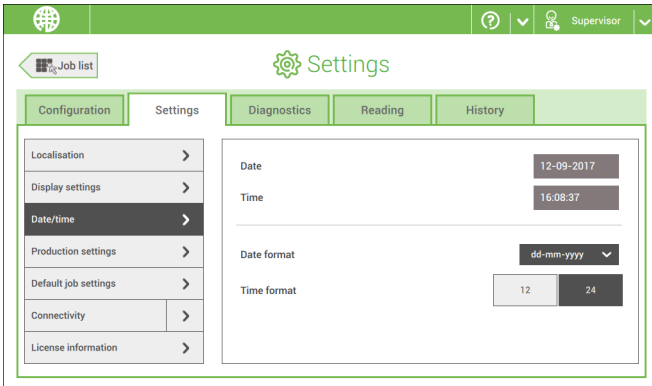 Supervisor
Job list
Settings
Configuration
Settings
Diagnostics
Reading
History
Localisation
Display settings
Date/time
Production settings
Default job settings
Connectivity
License information
Date
12-09-2017
Time
16:08:37
Date format
dd-mm-yyyy
Time format
12
24